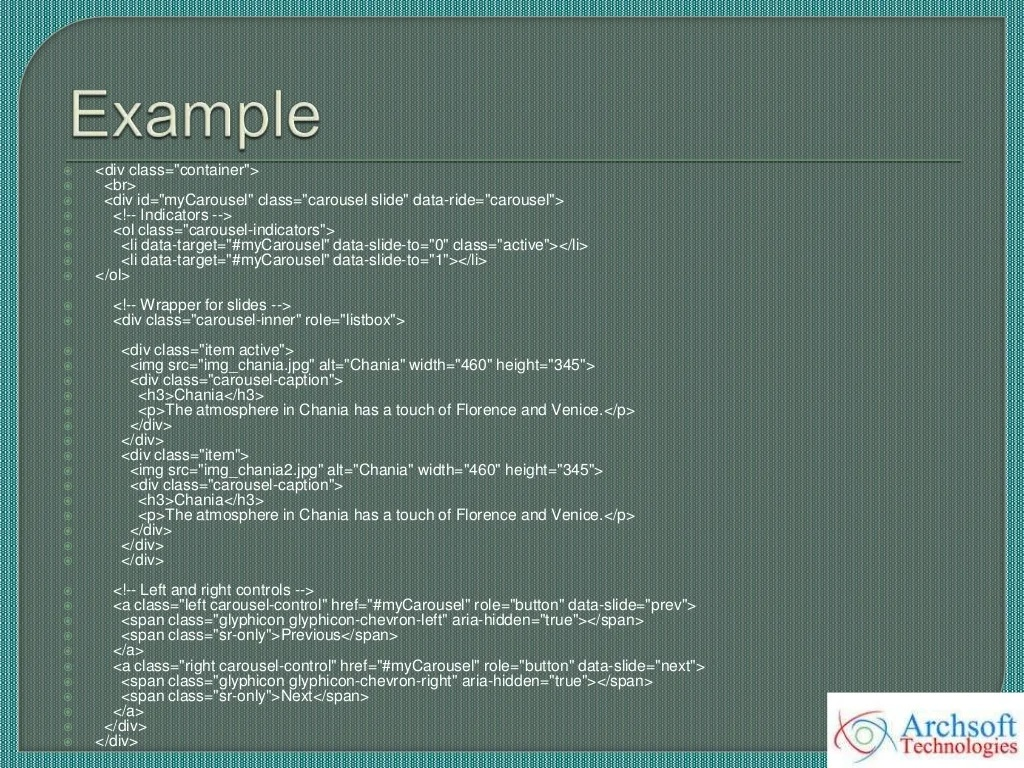 Example
<div class="container">
<br>
<div id="myCarousel" class="carousel slide" data-ride="carousel">
<!-- Indicators -->
<ol class="carousel-indicators">
<li data-target="#myCarousel" data-slide-to="0" class="active"></li>
<li data-target="#myCarousel" data-slide-to="1"></li>
</ol>
<!-- Wrapper for slides -->
<div class="carousel-inner" role="listbox">
<div class="item active">
<img src="img_chania.jpg" alt="Chania" width="460" height="345">
<div class="carousel-caption">
<h3>Chania</h3>
<p>The atmosphere in Chania has a touch of Florence and Venice.</p>
</div>
</div>
<div class="item">
<img src="img_chania2.jpg" alt="Chania" width="460" height="345">
<div class="carousel-caption">
<h3>Chania</h3>
<p>The atmosphere in Chania has a touch of Florence and Venice.</p>
</div>
</div>
</div>
<!-- Left and right controls -->
<a class="left carousel-control" href="#myCarousel" role="button" data-slide="prev">
<span class="glyphicon glyphicon-chevron-left" aria-hidden="true"></span>
<span class="sr-only">Previous</span>
</a>
<a class="right carousel-control" href="#myCarousel" role="button" data-slide="next">
<span class="glyphicon glyphicon-chevron-right" aria-hidden="true"></span>
<span class="sr-only">Next</span>
</a>
</div>
</div>
Archsoft
Technologies